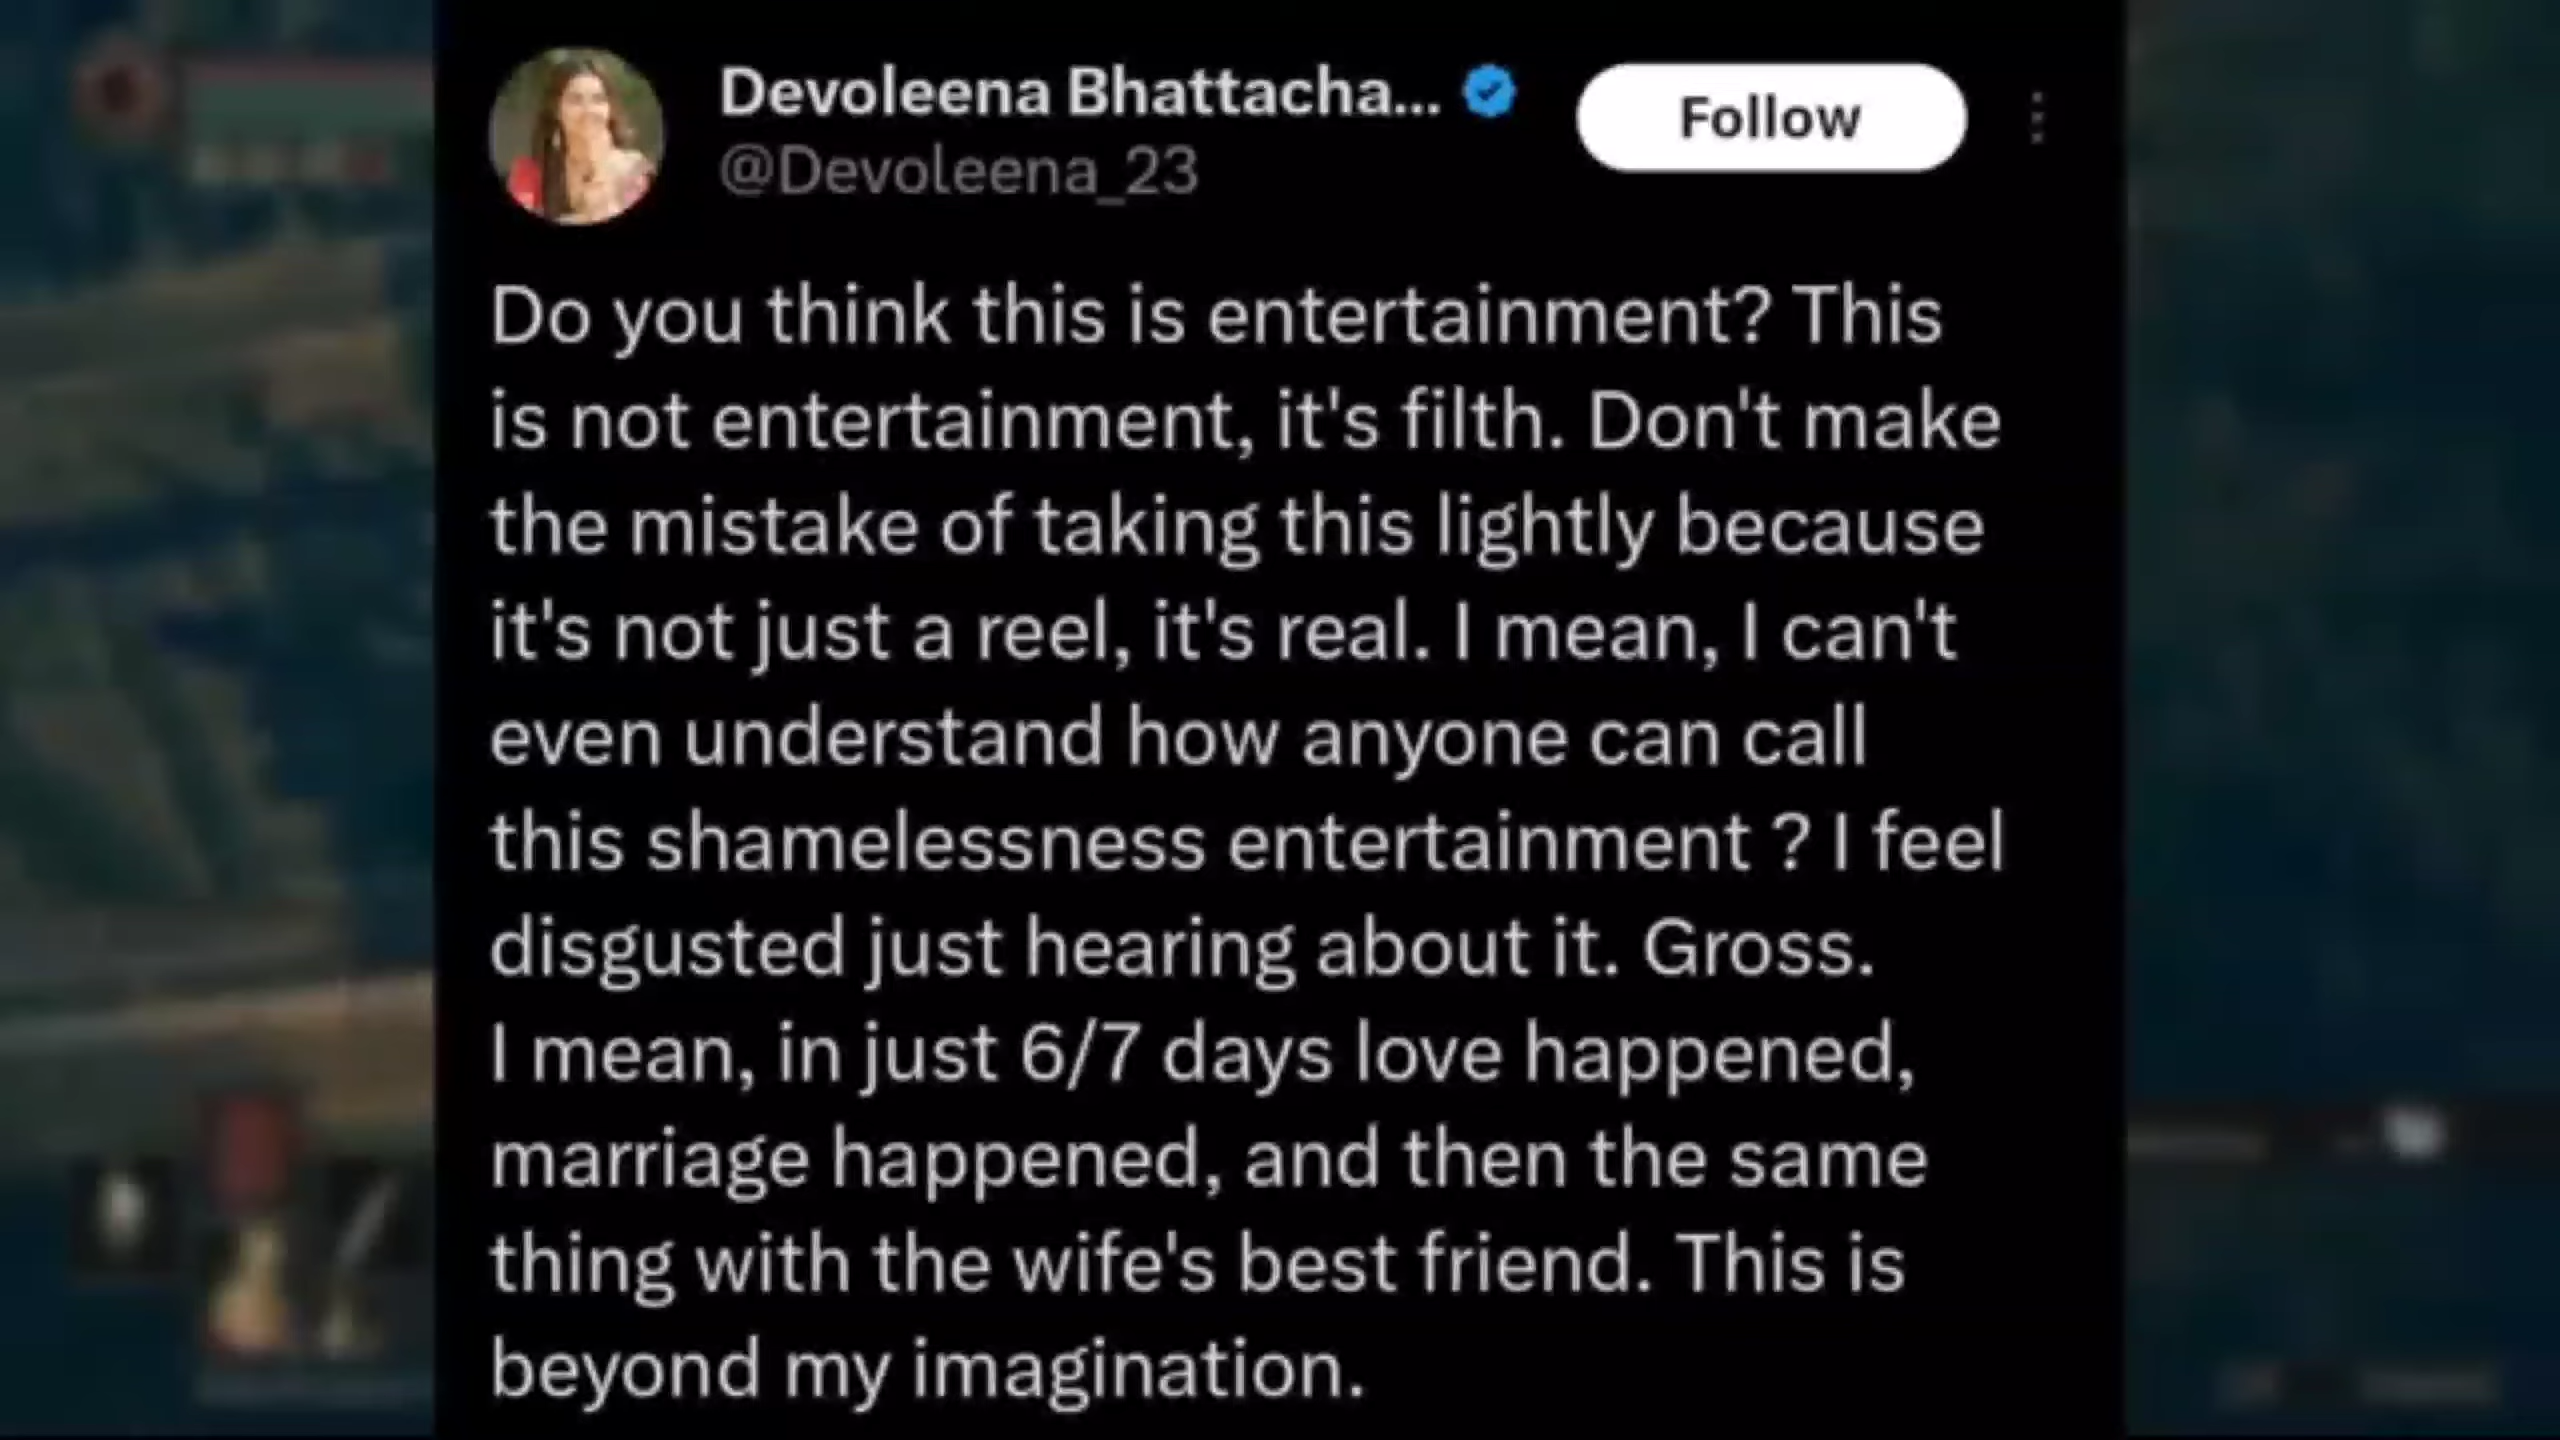 Devoleena Bhattacha...
Follow
@Devoleena_23
Do you think this is entertainment? This
is not entertainment, it's filth. Don't make
the mistake of taking this lightly because
it's not just a reel, it's real. I mean, I can't
even understand how anyone can call
this shamelessness entertainment ? I feel
disgusted just hearing about it. Gross.
I mean, in just 6/7 days love happened,
marriage happened, and then the same
thing with the wife's best friend. This is
beyond my imagination.